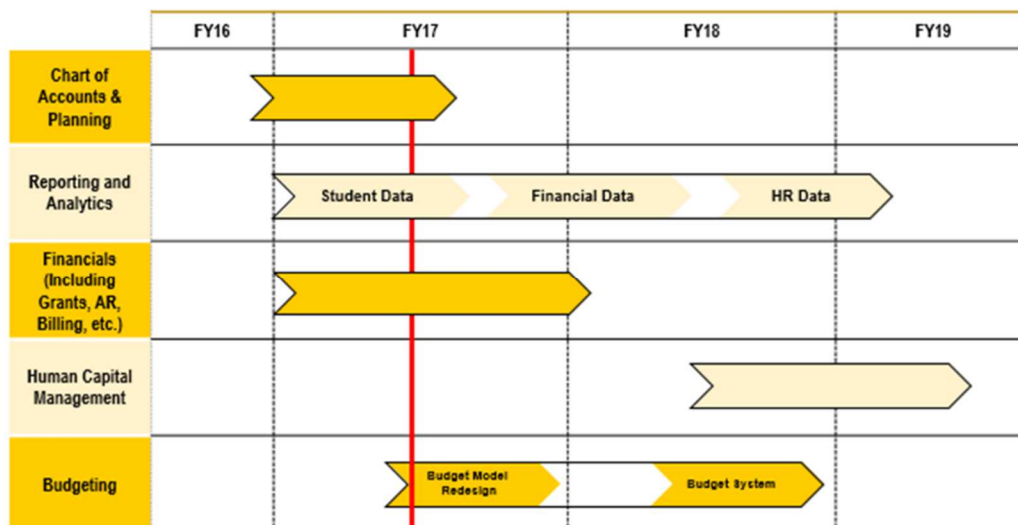 FY16 FY17 FY18 FY19
Chart of
Accounts &
Planning
Reporting and
Analytics
Student Data Financial Data HR Data
Financials
(Including
Grants, AR,
Billing, etc.)
Human Capital
Management
Budgeting
Budget Model
Redesign
Budget System